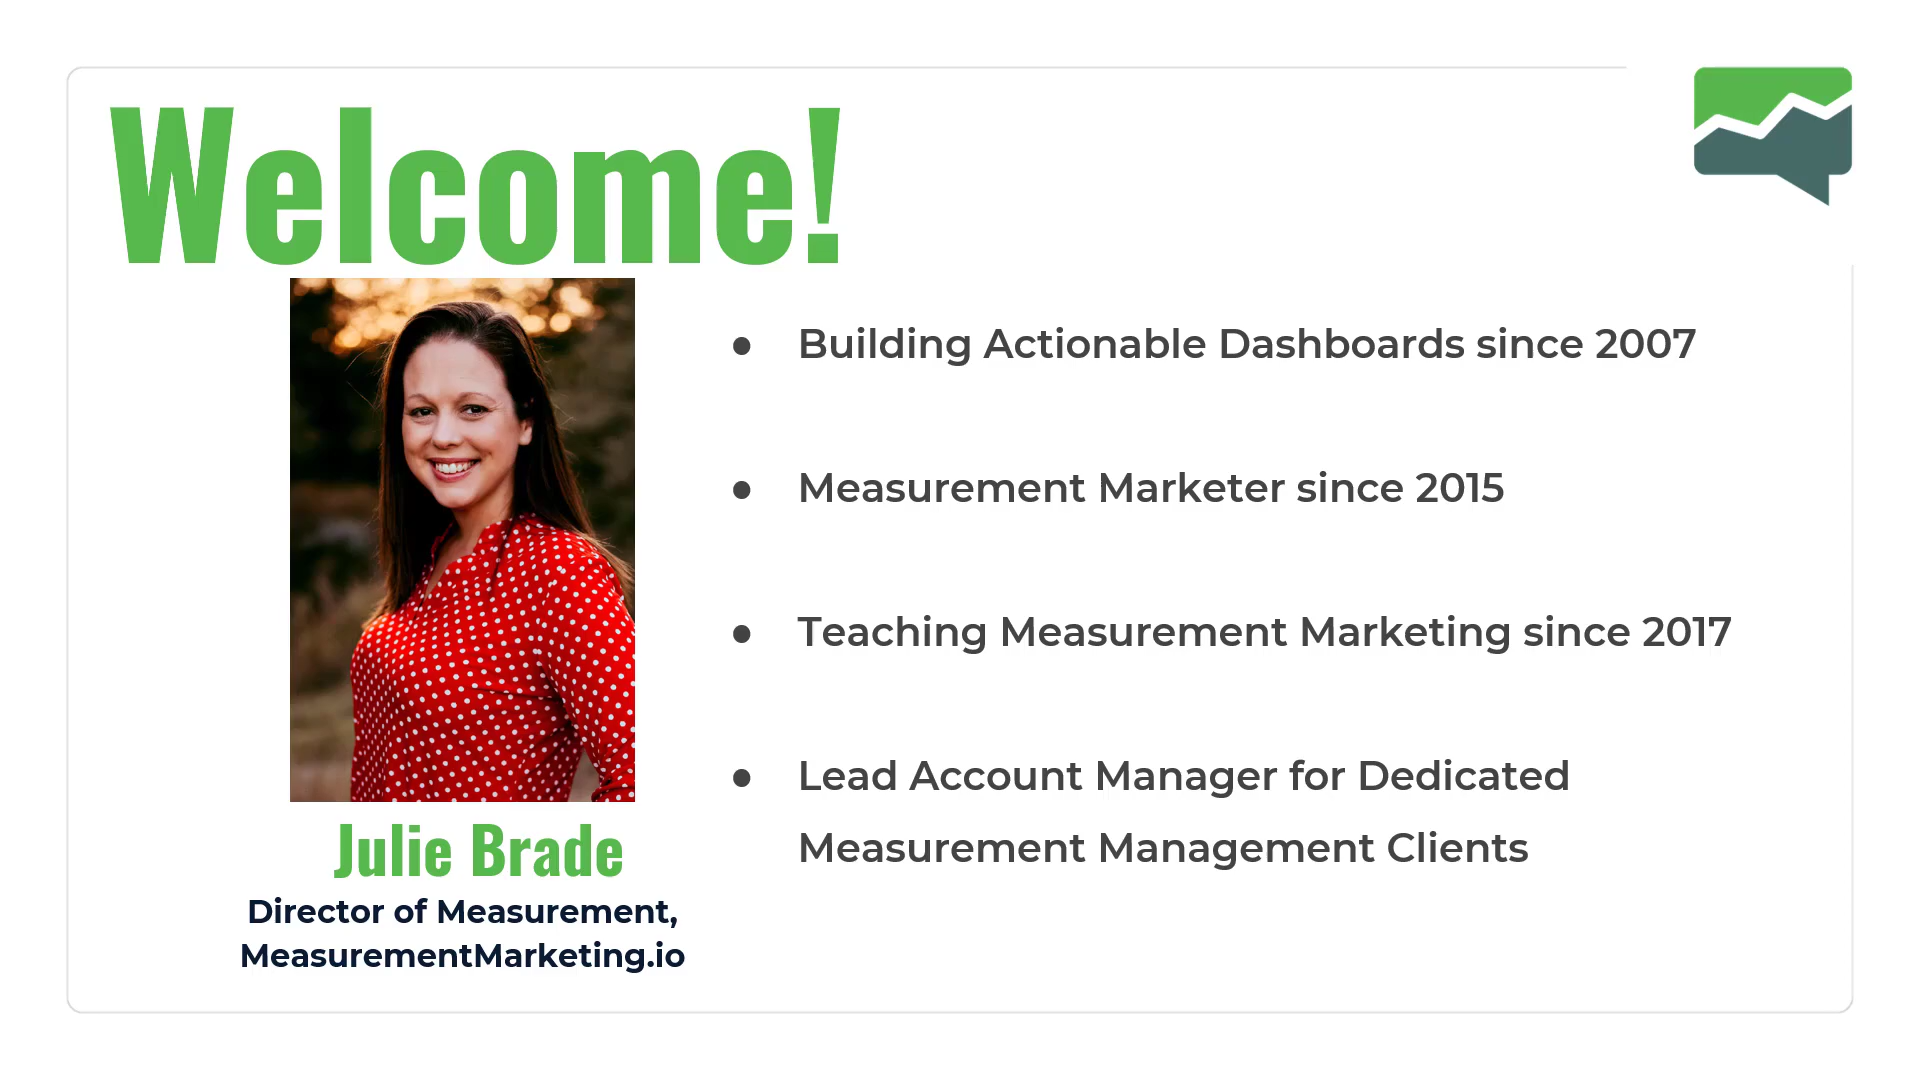 Welcome!
Julie Brade
Director of Measurement,
MeasurementMarketing.io
● Building Actionable Dashboards since 2007
● Measurement Marketer since 2015
● Teaching Measurement Marketing since 2017
● Lead Account Manager for Dedicated
Measurement Management Clients